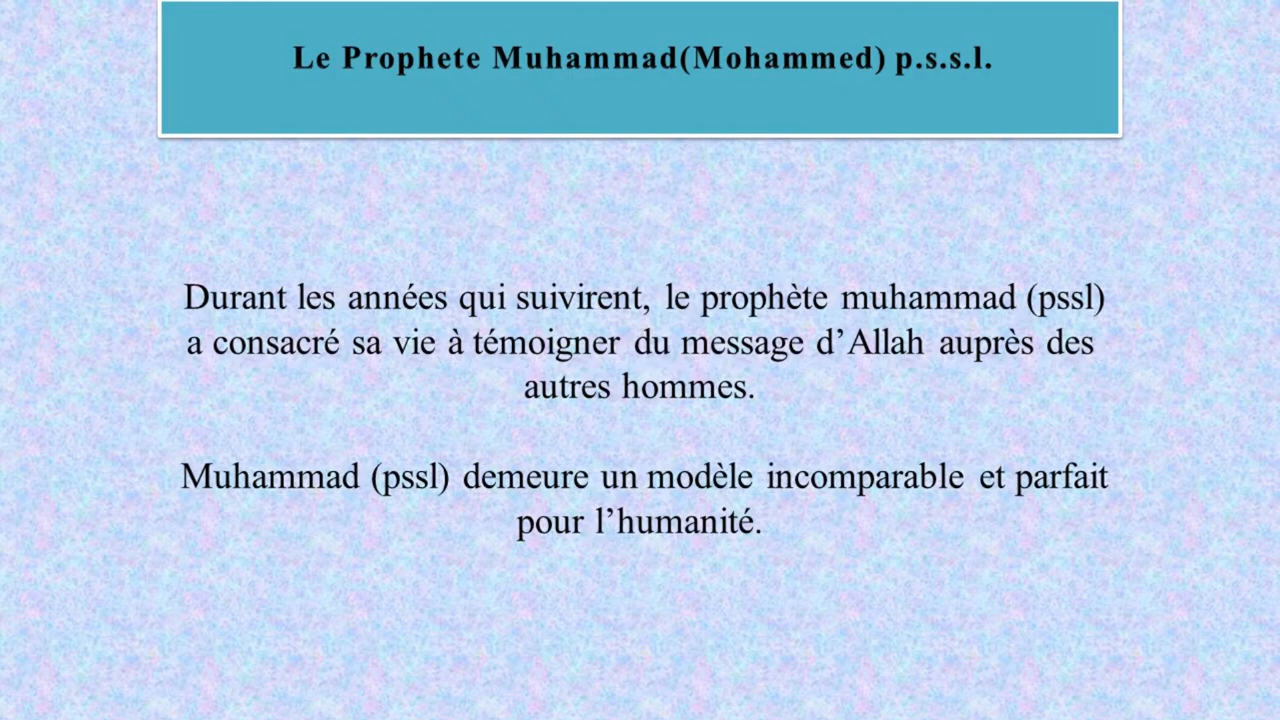 Le Prophete Muhammad(Mohammed) p.s.s.l.
Durant les années qui suivirent, le prophète muhammad (pssl)
a consacré sa vie à témoigner du message d’Allah auprès des
autres hommes.
Muhammad (pssl) demeure un modèle incomparable et parfait
pour l’humanité.